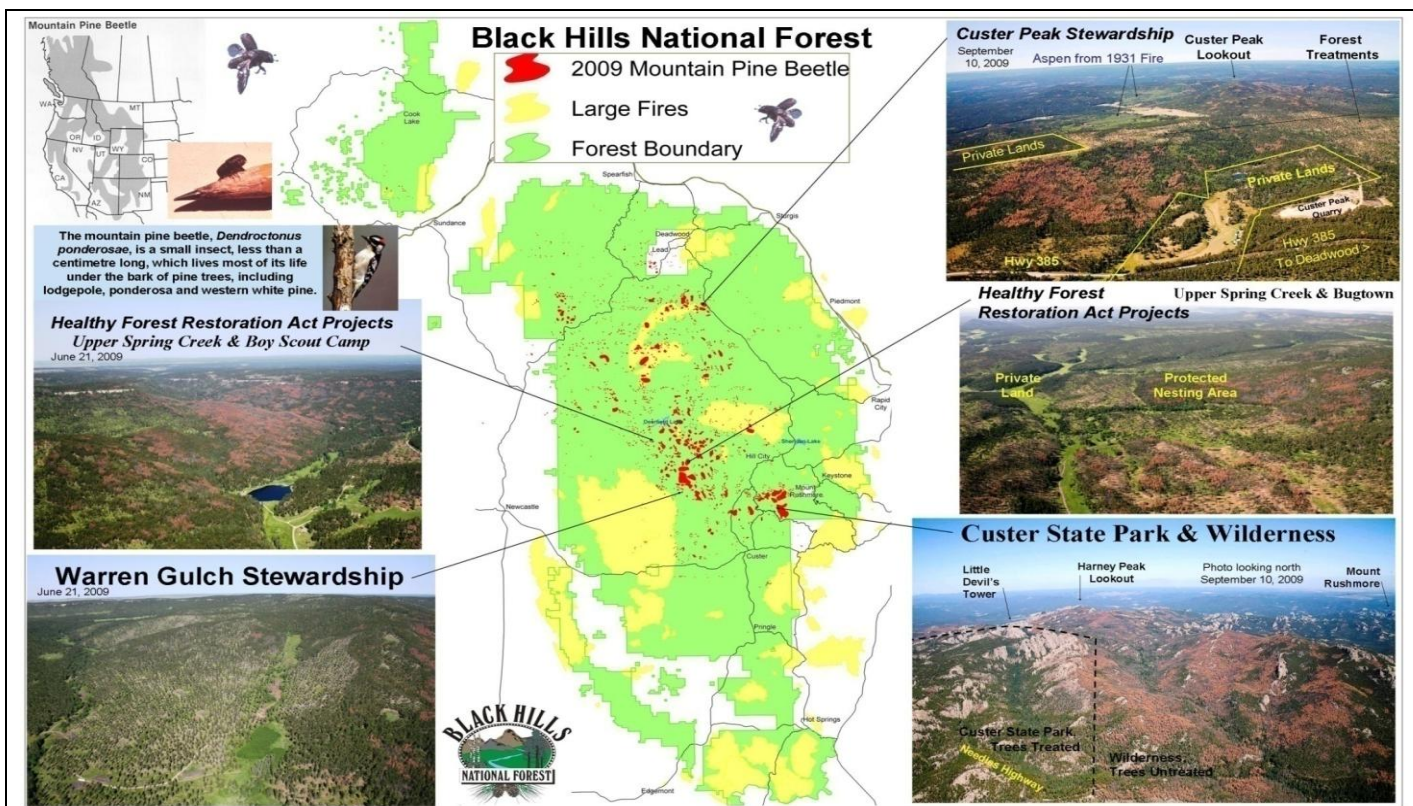 Mountain Pine Beetle
WA
MT
OR
ID
NV
UT
WY
CO
CA
AZ
NM
The mountain pine beetle, Dendroctonus
ponderosae, is a small insect, less than a
centimetre long, which lives most of its life
under the bark of pine trees, including
lodgepole, ponderosa and western white pine.
Healthy Forest Restoration Act Projects
Upper Spring Creek & Boy Scout Camp
June 21, 2009
Warren Gulch Stewardship
June 21, 2009
Black Hills National Forest
2009 Mountain Pine Beetle
Large Fires
Forest Boundary
Cook
Lake
Sundance
Spearfish
Sturgis
Deadwood
Lead
Piedmont
Rapid
City
Deerfield Lake
Sheridan Lake
Hill City
Keystone
Mount
Rushmore
Newcastle
Custer
Pringle
Hot Springs
Edgemont
BLACK HILLS
NATIONAL FOREST
Custer Peak Stewardship
September
10, 2009
Aspen from 1931 Fire
Custer Peak
Lookout
Forest
Treatments
Private Lands
Private Lands
Custer Peak
Quarry
Hwy 385
Hwy 385
To Deadwood
Healthy Forest
Restoration Act Projects
Upper Spring Creek & Bugtown
Private
Land
Protected
Nesting Area
Custer State Park & Wilderness
Little
Devil's
Tower
Harney Peak
Lookout
Photo looking north
September 10, 2009
Mount
Rushmore
Custer State Park,
Trees Treated
Needles Highway
Wilderness,
Trees Untreated